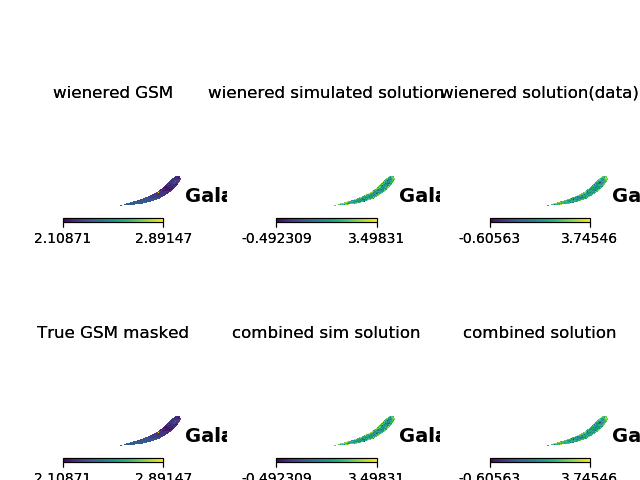 wienered GSM
wienered simulated solution
wienered solution(data)
Gala
Gala
Ga
2.10871 2.89147
-0.492309 3.49831
-0.60563 3.74546
True GSM masked
combined sim solution
combined solution
Gala
Gala
Ga
2.10871 2.89147
-0.492309 3.49831
-0.60563 3.74546